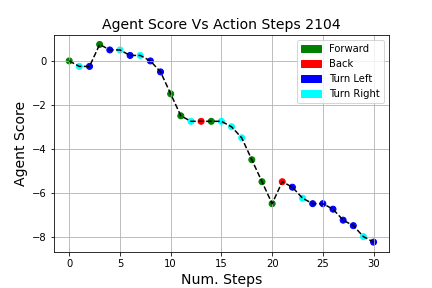 Agent Score Vs Action Steps 2104
Forward
Back
Turn Left
Turn Right
Agent Score
0
−2
−4
−6
−8
0 5 10 15 20 25 30
Num. Steps